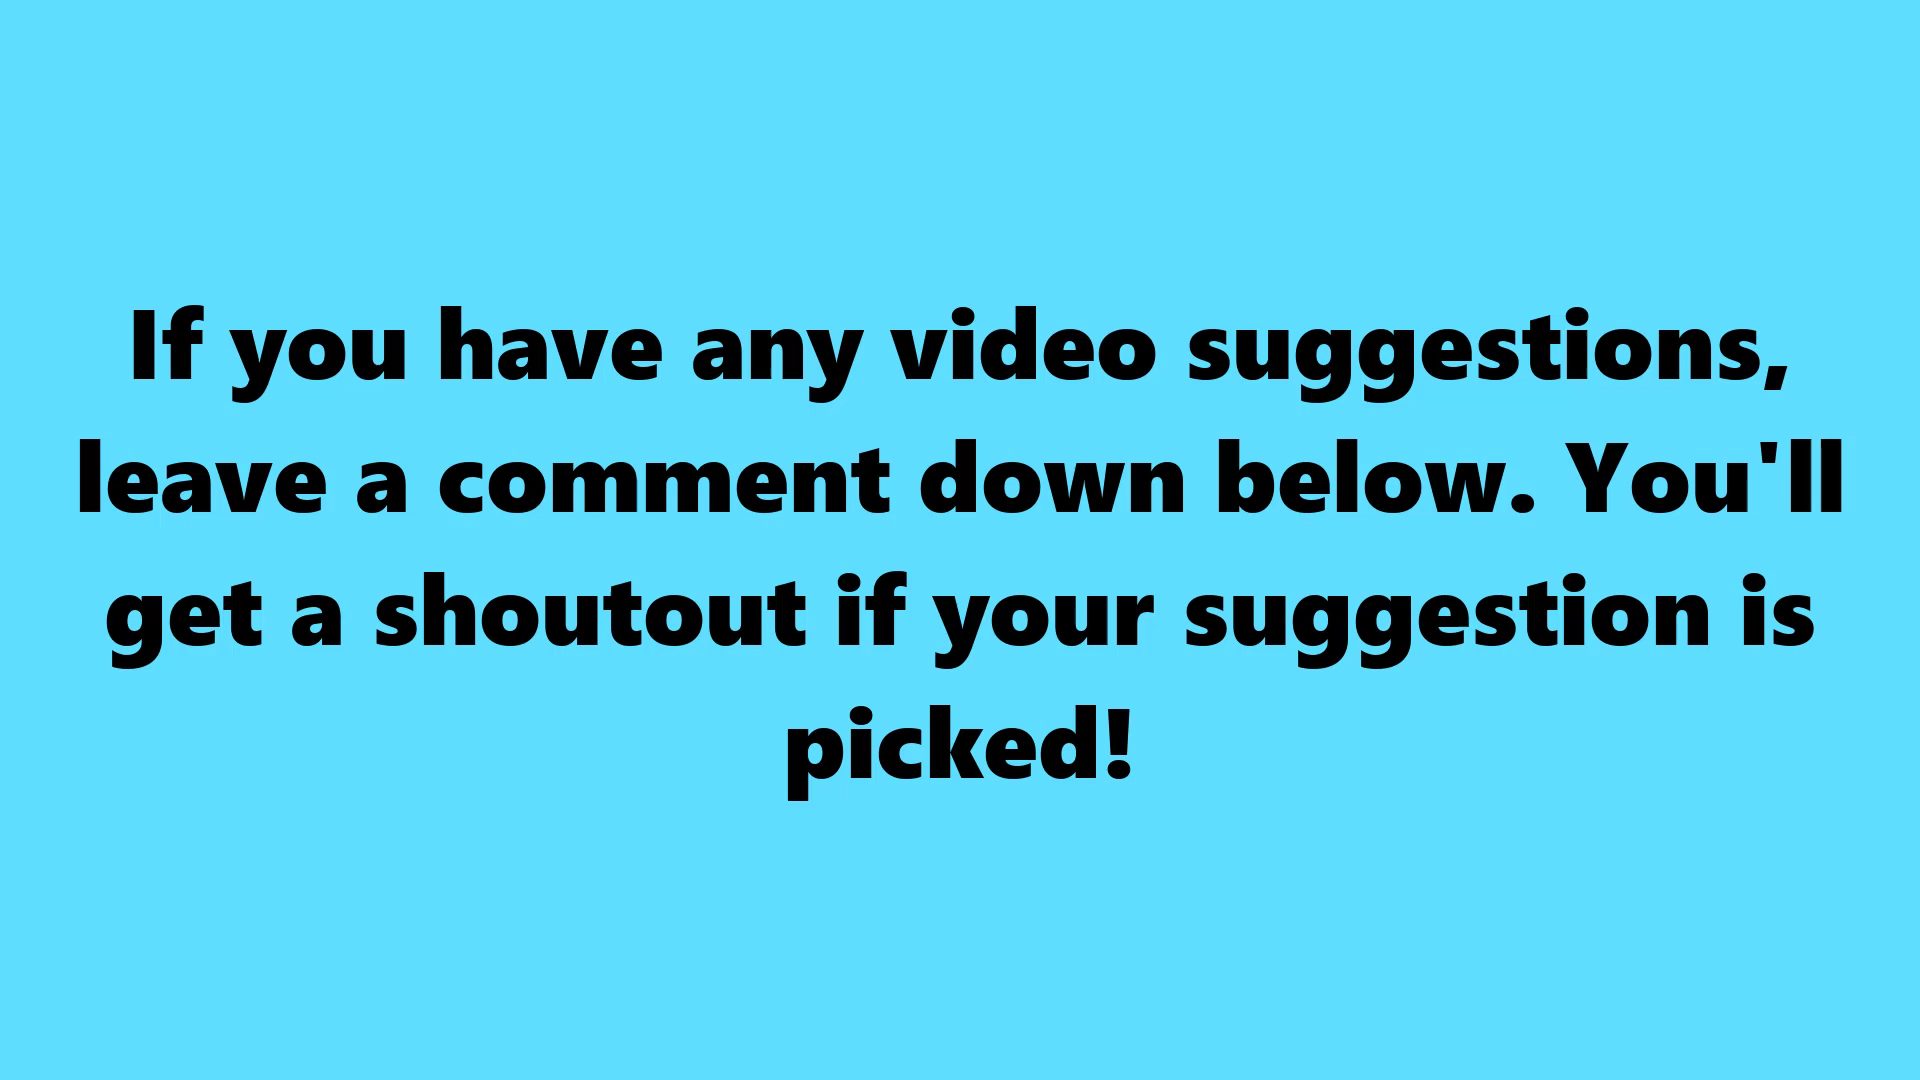 If you have any video suggestions,
leave a comment down below. You'll
get a shoutout if your suggestion is
picked!